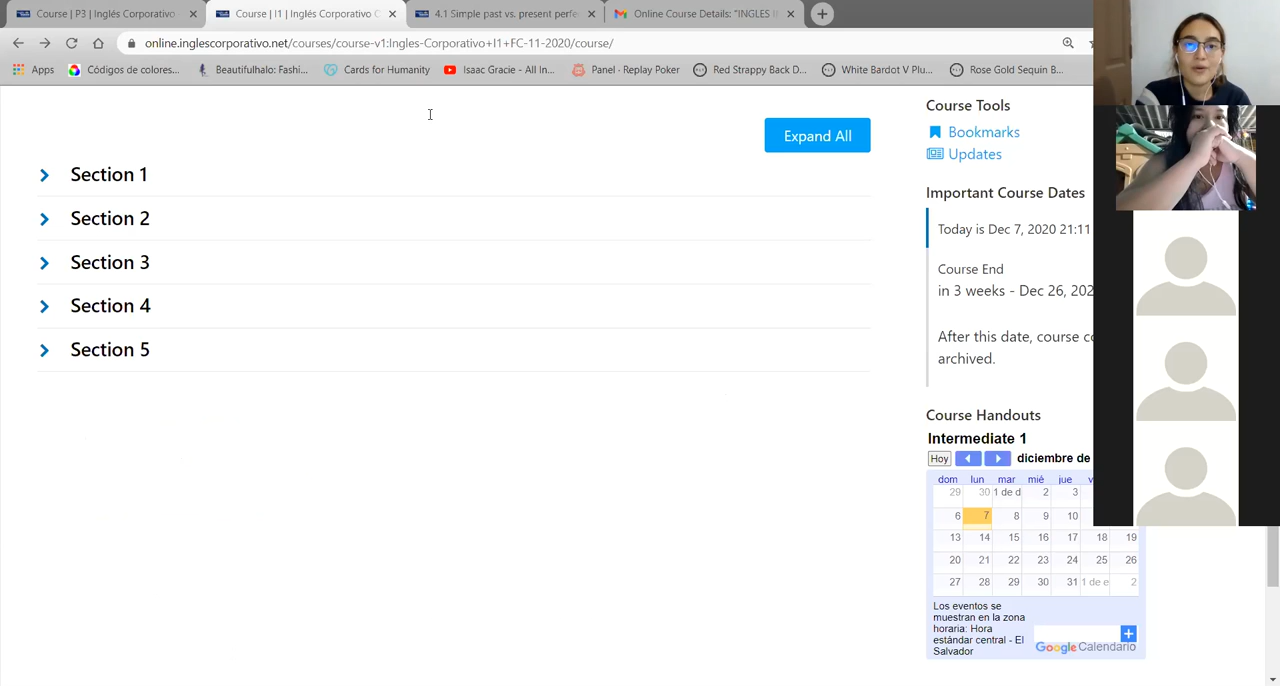 Course | P3 | Inglés Corporativo
Course | I1 | Inglés Corporativo C
4.1 Simple past vs. present perfe
Online Course Details: "INGLES I
online.inglescorporativo.net/courses/course-v1:Ingles-Corporativo+I1+FC-11-2020/course/
Apps
Códigos de colores...
Beautifulhalo: Fashi...
Cards for Humanity
Isaac Gracie - All In...
Panel · Replay Poker
Red Strappy Back D...
White Bardot V Plu...
Rose Gold Sequin B...
Expand All
Section 1
Section 2
Section 3
Section 4
Section 5
Course Tools
Bookmarks
Updates
Important Course Dates
Today is Dec 7, 2020 21:11
Course End
in 3 weeks - Dec 26, 202
After this date, course co
archived.
Course Handouts
Intermediate 1
Hoy diciembre de
dom lun mar mié jue v
29 30 1 de d 2 3
6 7 8 9 10
13 14 15 16 17 18 19
20 21 22 23 24 25 26
27 28 29 30 31 1 de e 2
Los eventos se
muestran en la zona
horaria: Hora
estándar central - El
Salvador
Google Calendario